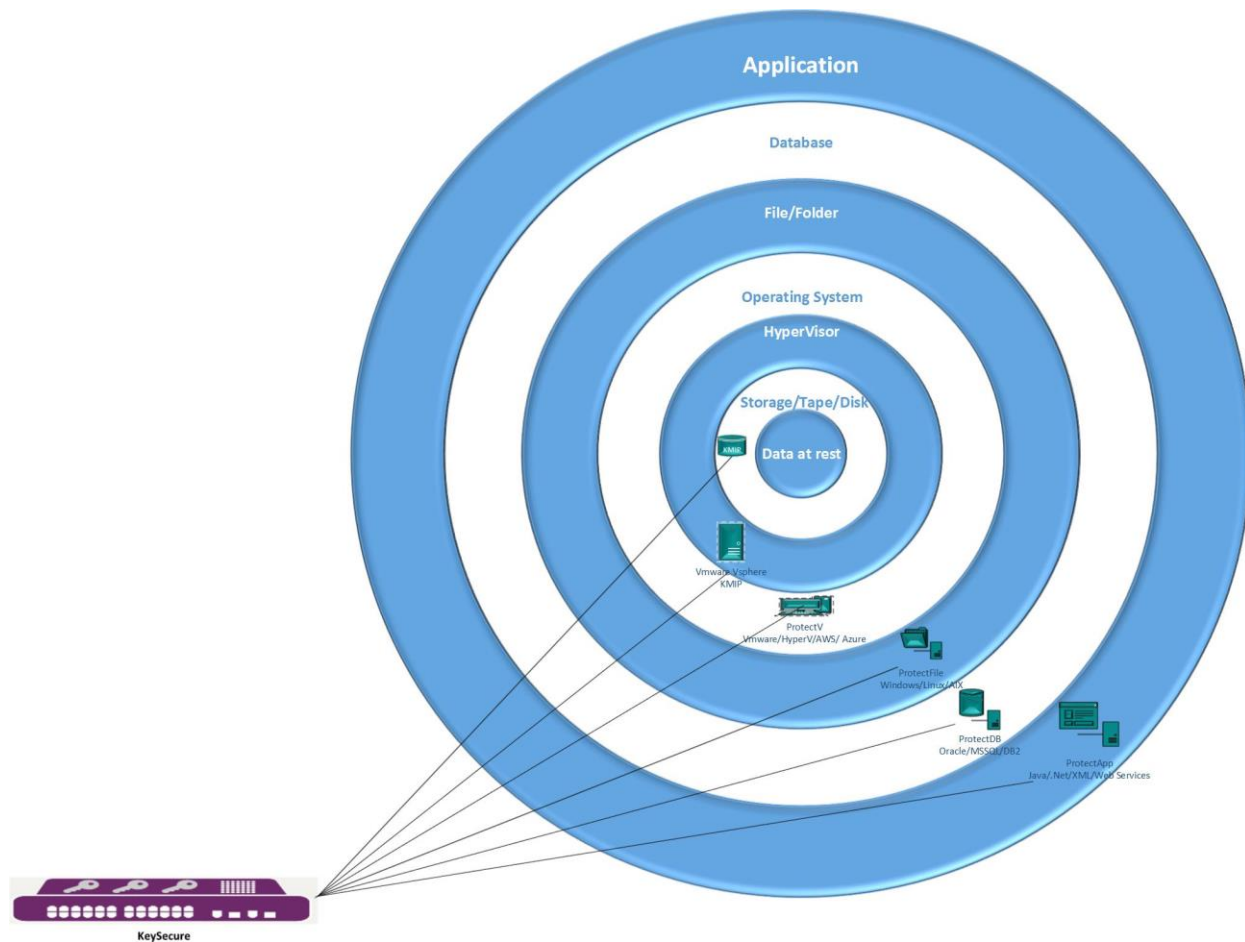 Application
Database
File/Folder
Operating System
HyperVisor
Storage/Tape/Disk
KMIP
Data at rest
Vmware Vsphere
KMIP
ProtectV
Vmware/HyperV/AWS/ Azure
ProtectFile
Windows/Linux/AIX
ProtectDB
Oracle/MSSQL/DB2
ProtectApp
Java/.Net/XML/Web Services
KeySecure